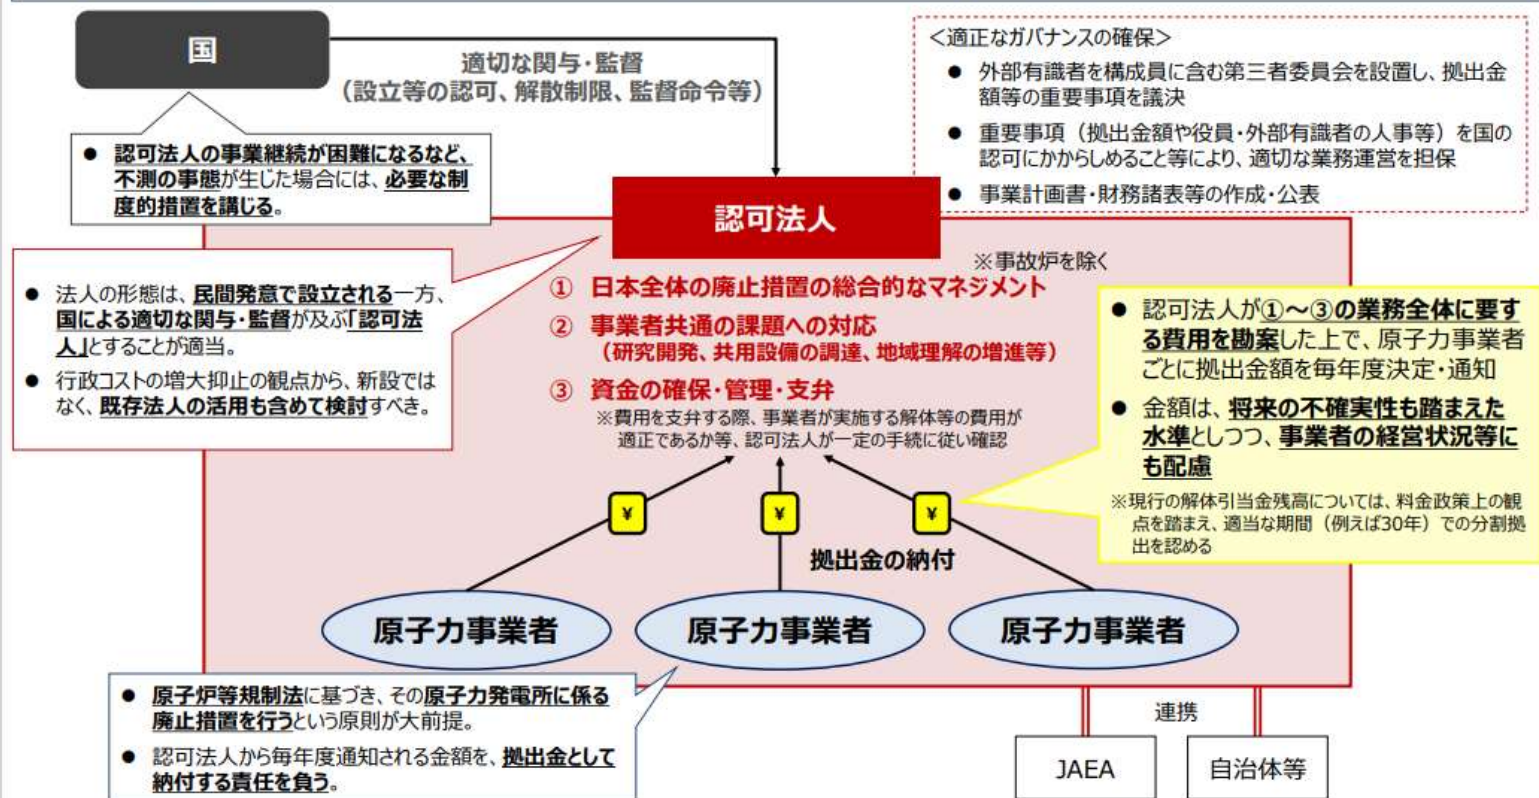 国
適切な関与・監督
(設立等の認可、解散制限、監督命令等)
<適正なガバナンスの確保>
● 外部有識者を構成員に含む第三者委員会を設置し、拠出金
額等の重要事項を議決
● 重要事項（拠出金額や役員・外部有識者の人事等）を国の
認可にかからしめること等により、適切な業務運営を担保
● 事業計画書・財務諸表等の作成・公表
● 認可法人の事業継続が困難になるなど、
不測の事態が生じた場合には、必要な制
度的措置を講じる。
認可法人
※事故炉を除く
● 法人の形態は、民間発意で設立される一方、
国による適切な関与・監督が及ぶ「認可法
人」とすることが適当。
● 行政コストの増大抑止の観点から、新設では
なく、既存法人の活用も含めて検討すべき。
① 日本全体の廃止措置の総合的なマネジメント
② 事業者共通の課題への対応
（研究開発、共用設備の調達、地域理解の増進等）
③ 資金の確保・管理・支弁
※費用を支弁する際、事業者が実施する解体等の費用が
適正であるか等、認可法人が一定の手続に従い確認
● 認可法人が①～③の業務全体に要す
る費用を勘案した上で、原子力事業者
ごとに拠出金額を毎年度決定・通知
● 金額は、将来の不確実性も踏まえた
水準としつつ、事業者の経営状況等に
も配慮
※現行の解体引当金残高については、料金政策上の観
点を踏まえ、適当な期間（例えば30年）での分割拠
出を認める
¥ ¥ ¥
拠出金の納付
原子力事業者 原子力事業者 原子力事業者
● 原子炉等規制法に基づき、その原子力発電所に係る
廃止措置を行うという原則が大前提。
● 認可法人から毎年度通知される金額を、拠出金として
納付する責任を負う。
連携
JAEA 自治体等